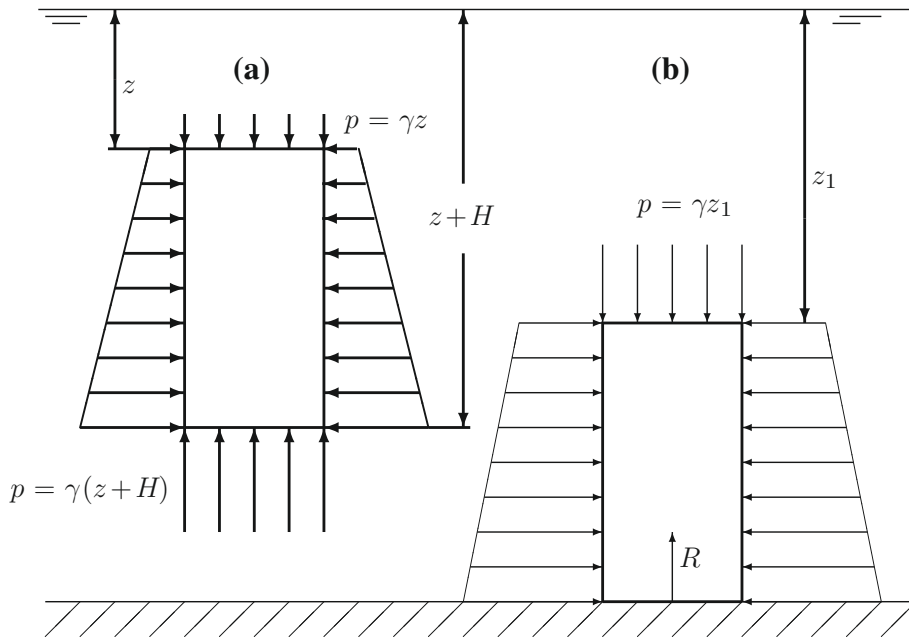 (a)
(b)
z
p = γz
z1
z+H
p = γz₁
p = γ(z+H)
R